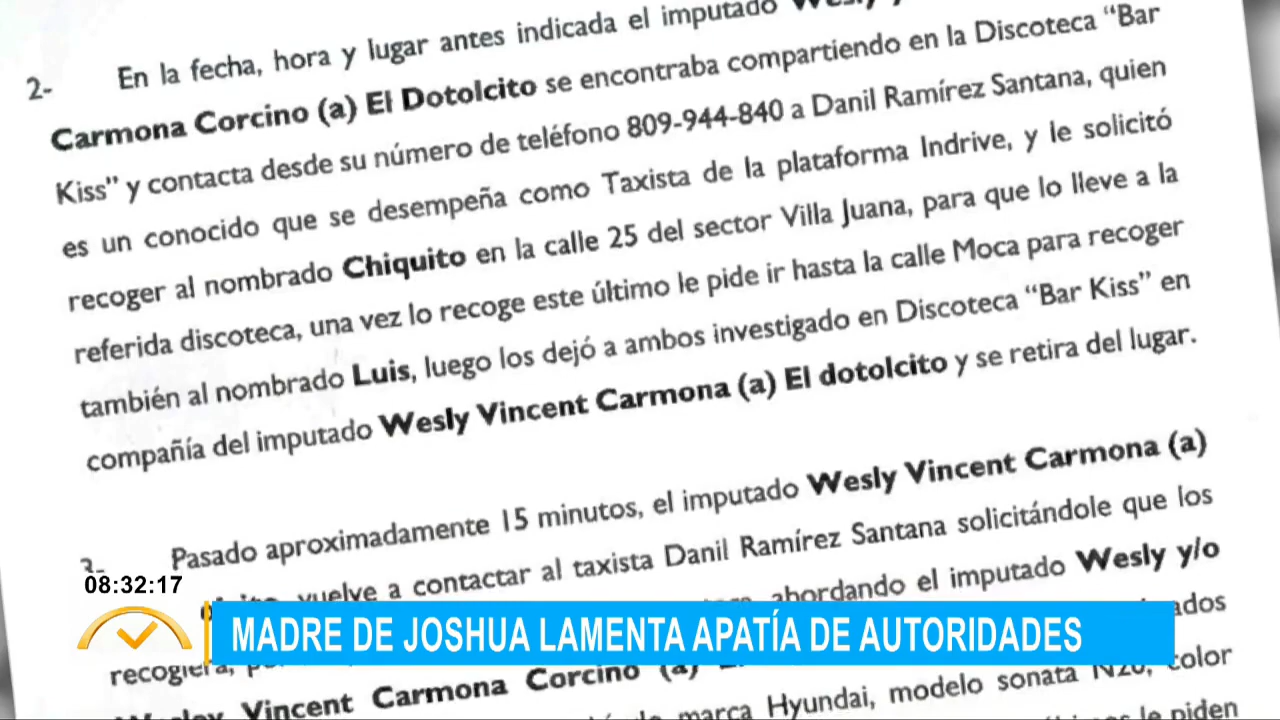 2- En la fecha, hora y lugar antes indicada el imputado
Carmona Corcino (a) El Dotolcito se encontraba compartiendo en la Discoteca “Bar
Kiss” y contacta desde su número de teléfono 809-944-840 a Danil Ramírez Santana, quien
es un conocido que se desempeña como Taxista de la plataforma Indrive, y le solicitó
recoger al nombrado Chiquito en la calle 25 del sector Villa Juana, para que lo lleve a la
referida discoteca, una vez lo recoge este último le pide ir hasta la calle Moca para recoger
también al nombrado Luis, luego los dejó a ambos investigado en Discoteca “Bar Kiss” en
compañía del imputado Wesly Vincent Carmona (a) El dotolcito y se retira del lugar.
Pasado aproximadamente 15 minutos, el imputado Wesly Vincent Carmona (a)
vuelve a contactar al taxista Danil Ramírez Santana solicitándole que los
abordando el imputado Wesly y/o
recogiera,
Vincent Carmona Corcino (a)
marca Hyundai, modelo sonata N20, color
le piden
08:32:17
MADRE DE JOSHUA LAMENTA APATÍA DE AUTORIDADES